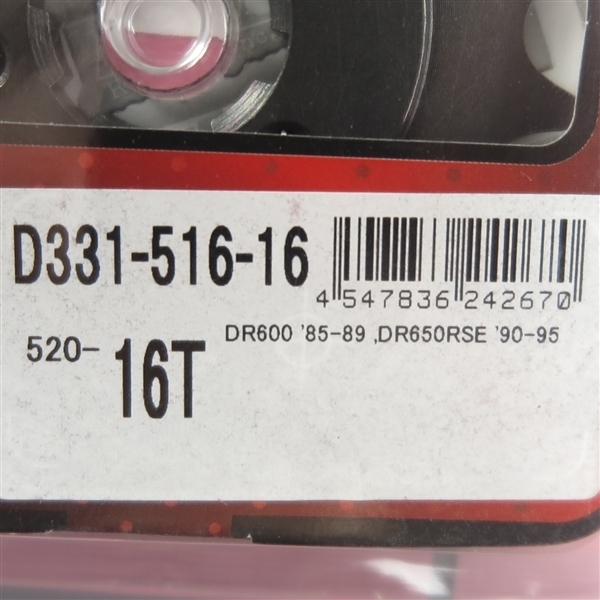 D331-516-16
4 547836 242670
520- 16T
DR600 '85-89 ,DR650RSE '90-95